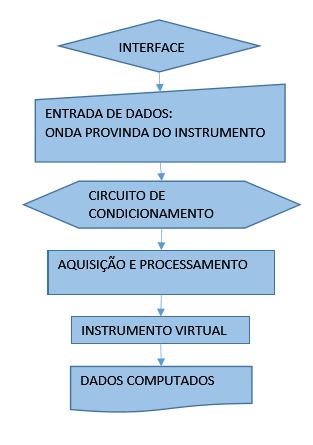 INTERFACE
ENTRADA DE DADOS:
ONDA PROVINDA DO INSTRUMENTO
CIRCUITO DE
CONDICIONAMENTO
AQUISIÇÃO E PROCESSAMENTO
INSTRUMENTO VIRTUAL
DADOS COMPUTADOS